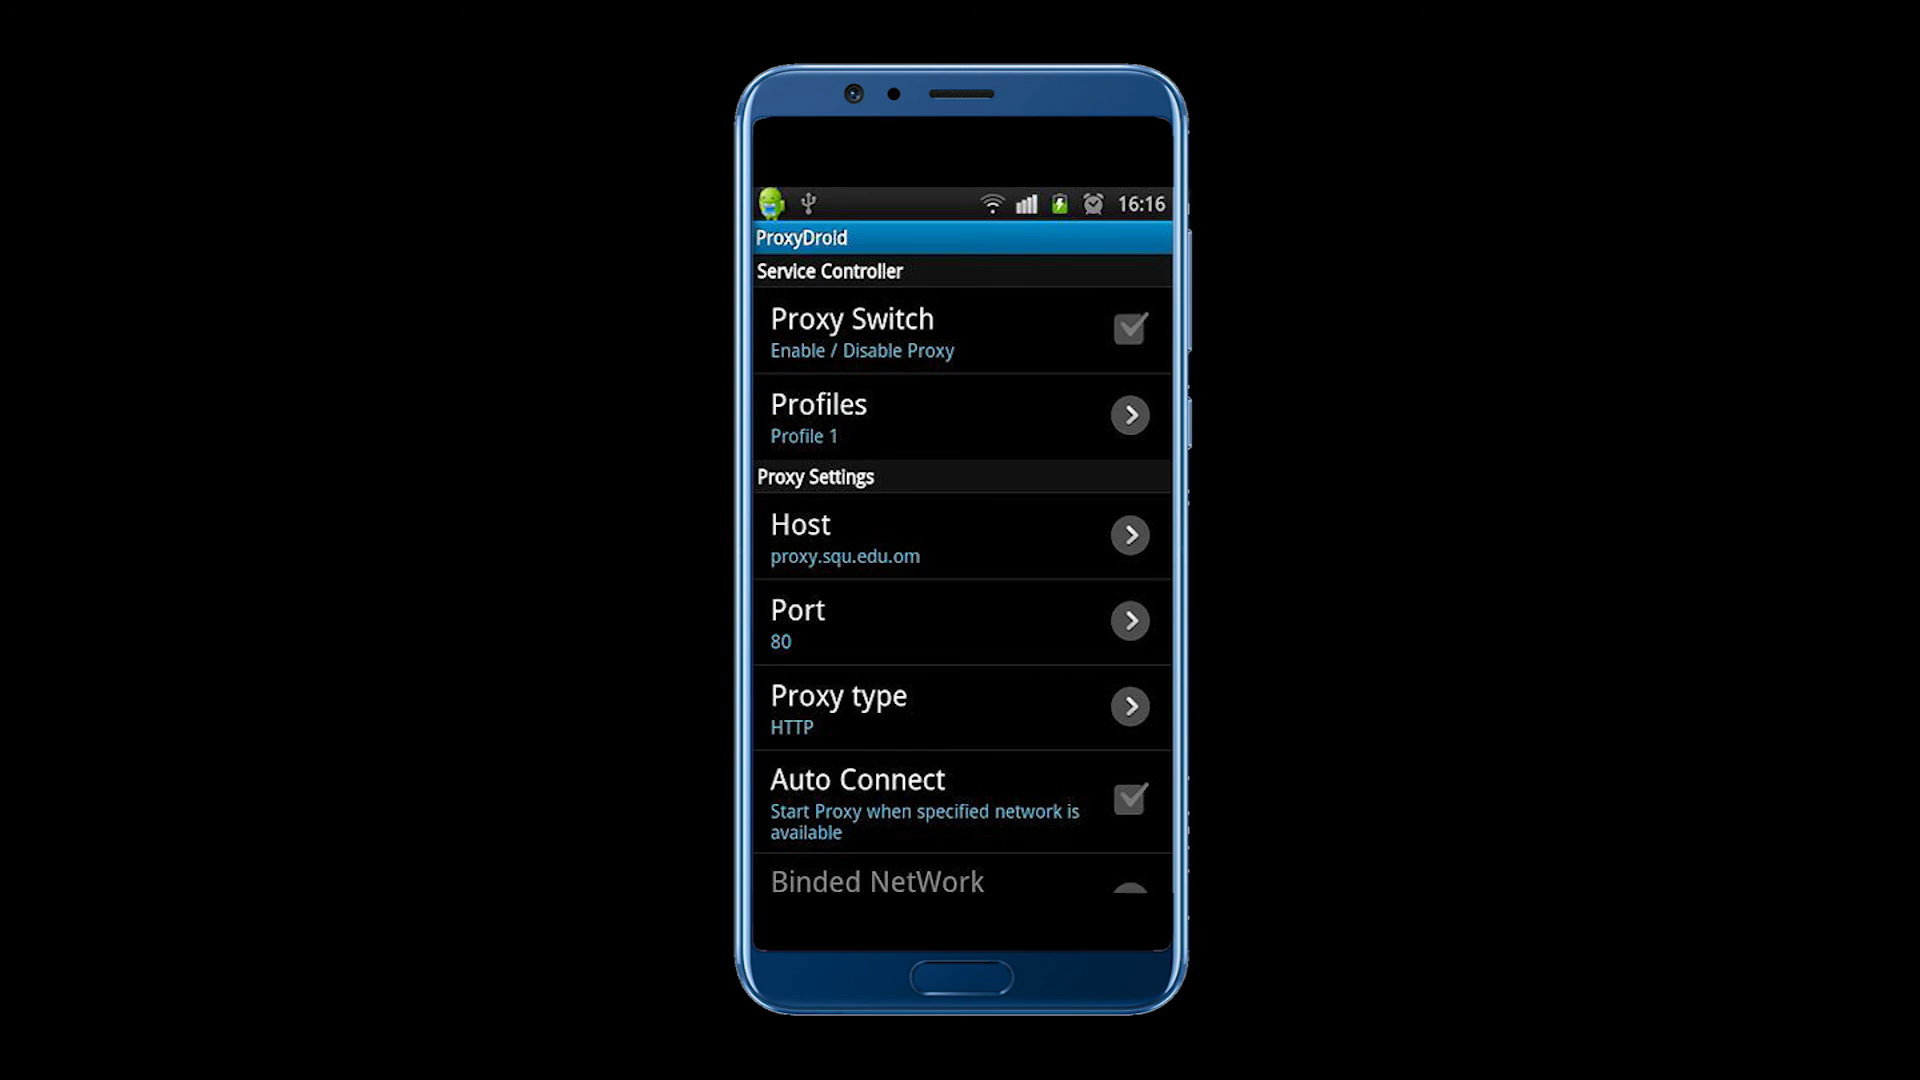 16:16
ProxyDroid
Service Controller
Proxy Switch
Enable / Disable Proxy
Profiles
Profile 1
Proxy Settings
Host
proxy.squ.edu.om
Port
80
Proxy type
HTTP
Auto Connect
Start Proxy when specified network is
available
Binded NetWork